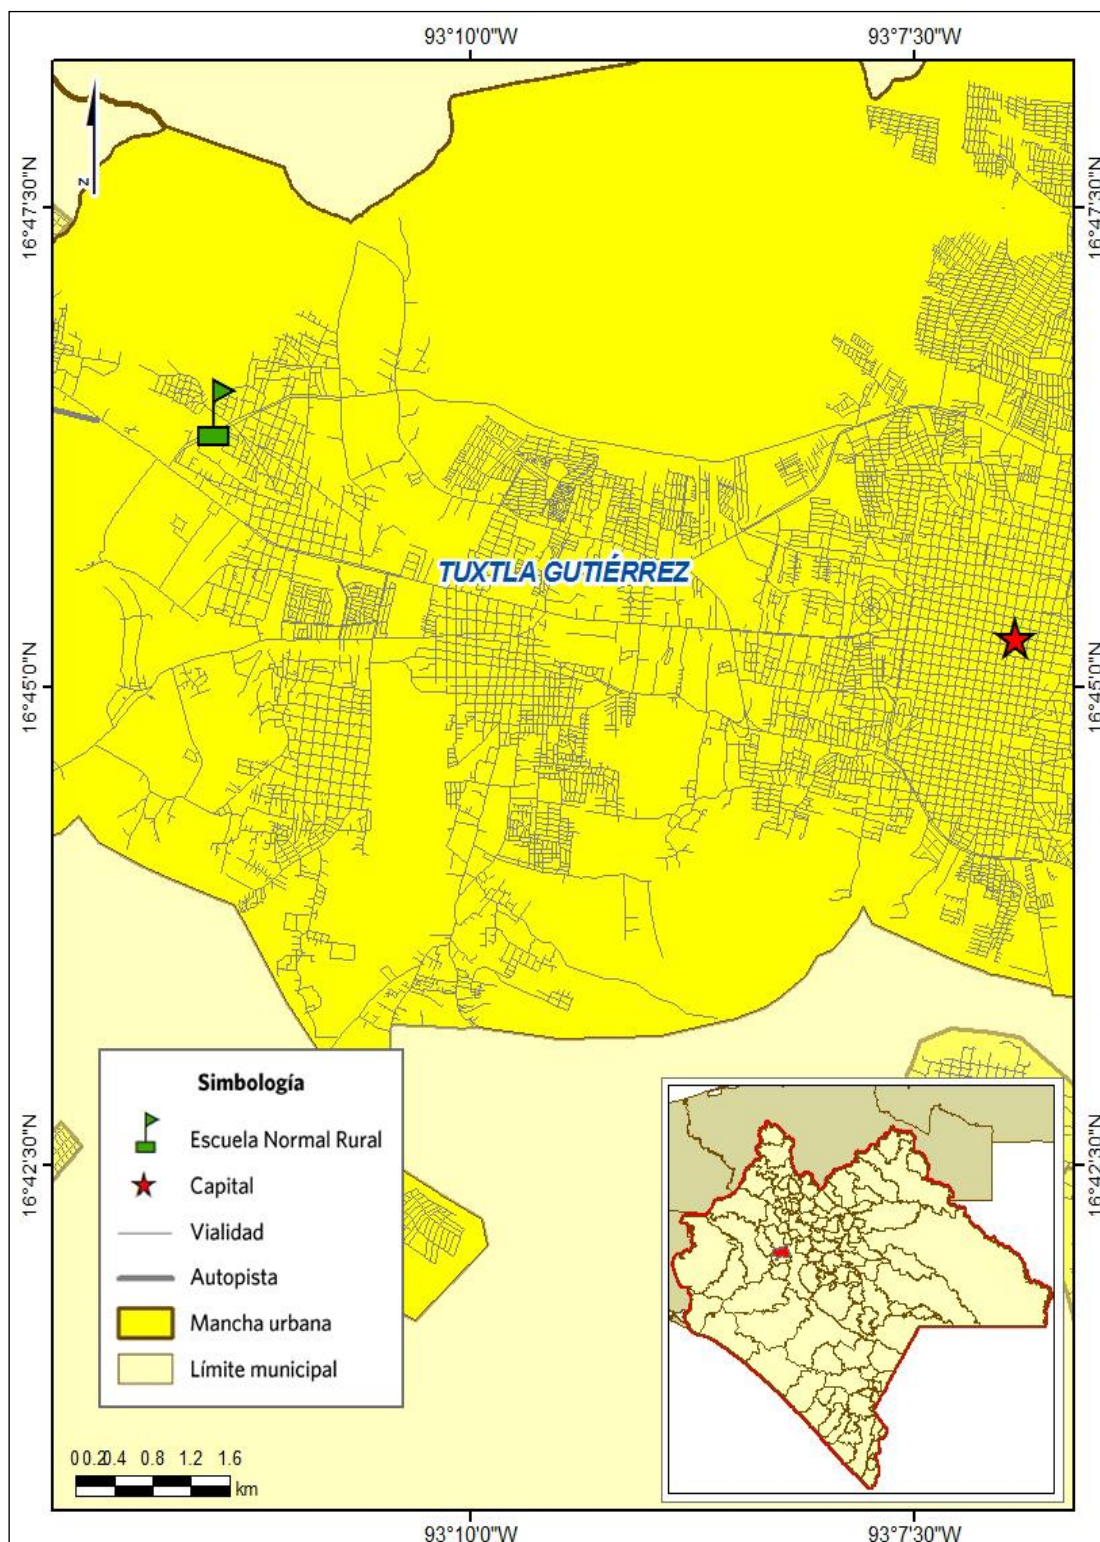 93°10'0"W
93°7'30"W
16°47'30"N
16°47'30"N
N
TUXTLA GUTIÉRREZ
16°45'0"N
16°45'0"N
Simbología
Escuela Normal Rural
Capital
Vialidad
Autopista
Mancha urbana
Límite municipal
16°42'30"N
16°42'30"N
0 0.2 0.4 0.8 1.2 1.6
km
93°10'0"W
93°7'30"W